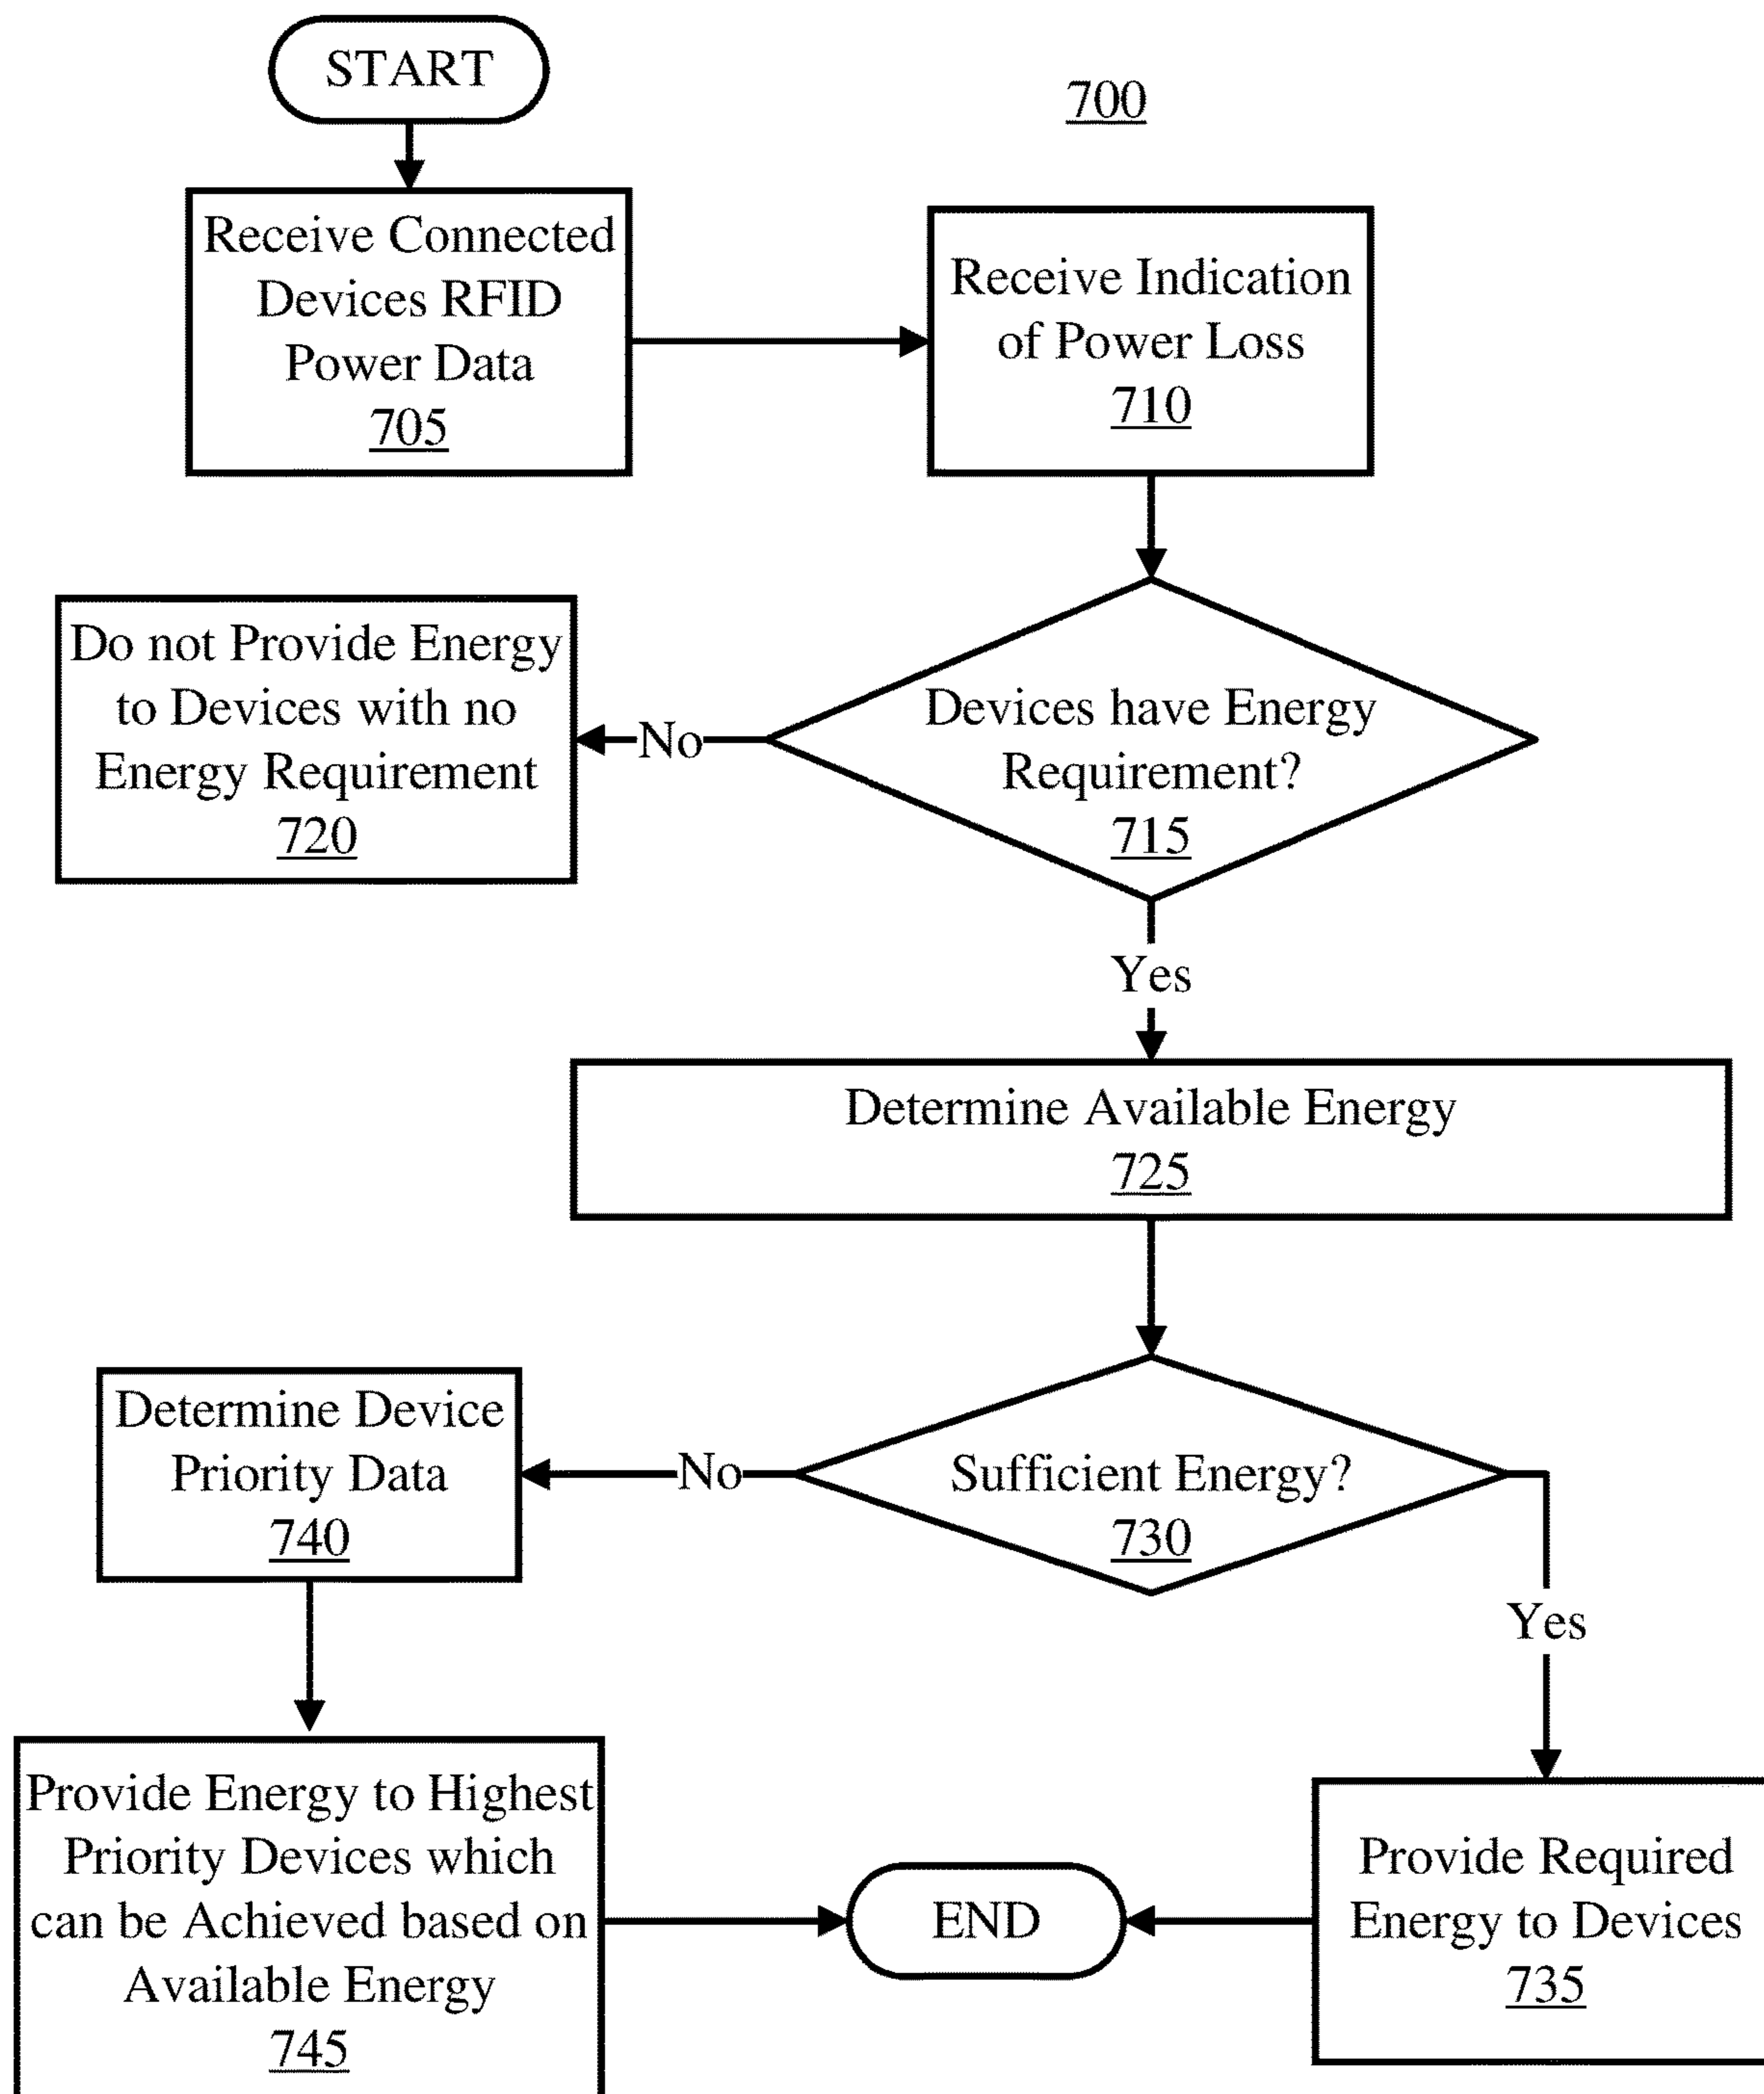 START
700
Receive Connected
Devices RFID
Power Data
705
Receive Indication
of Power Loss
710
Devices have Energy
Requirement?
715
No
Do not Provide Energy
to Devices with no
Energy Requirement
720
Yes
Determine Available Energy
725
Sufficient Energy?
730
No
Determine Device
Priority Data
740
Yes
Provide Energy to Highest
Priority Devices which
can be Achieved based on
Available Energy
745
END
Provide Required
Energy to Devices
735